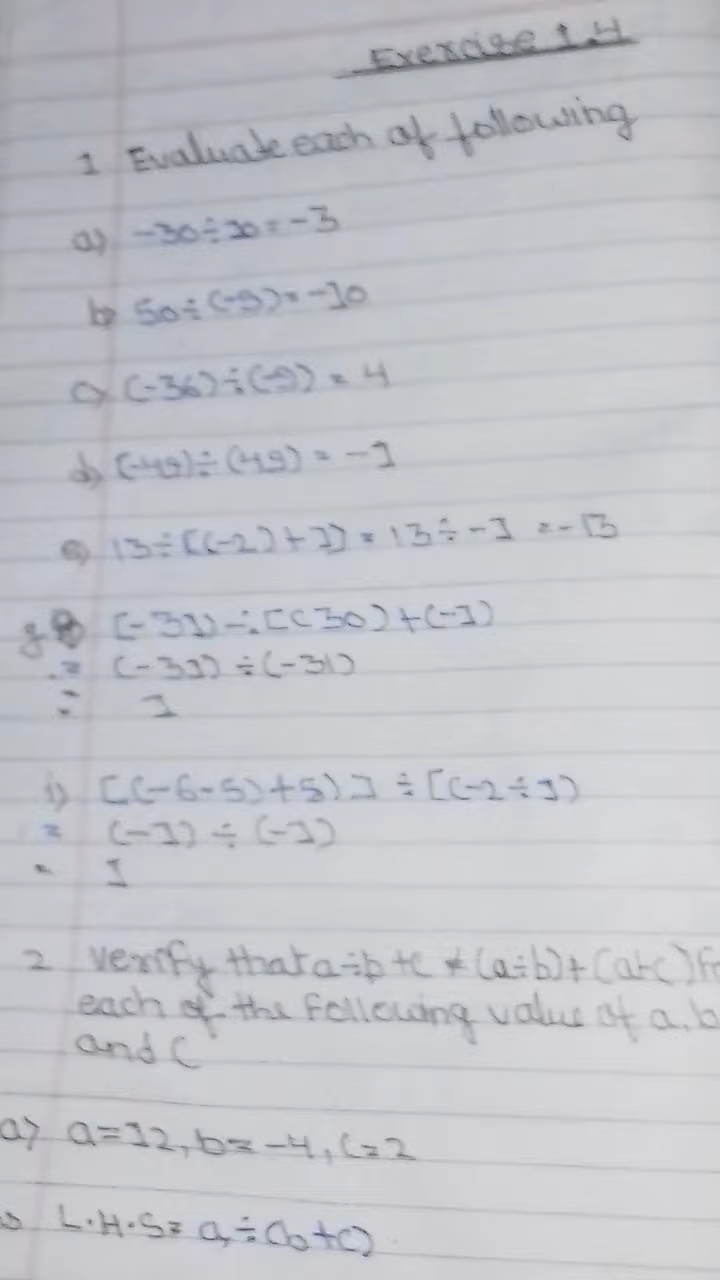 Exercise 1.4
1 Evaluate each of following
a) -30÷10=-3
b) 50÷(-5)=-10
c) (-36)÷(-9) = 4
d) (-49)÷(49) = -1
e) 13÷[(-2)+1] = 13÷-1 =-13
g [-31)÷[(30)+(-1)
= (-31)÷(-31)
= 1
i) [(-6-5)+5)] ÷[(-2÷1)
= (-1) ÷ (-1)
= 1
2 verify that a÷b+c ≠ (a÷b)+(a÷c)
each of the following value of a.b
and C
a) a=12, b= -4, c=2
L.H.S= a÷(b+c)